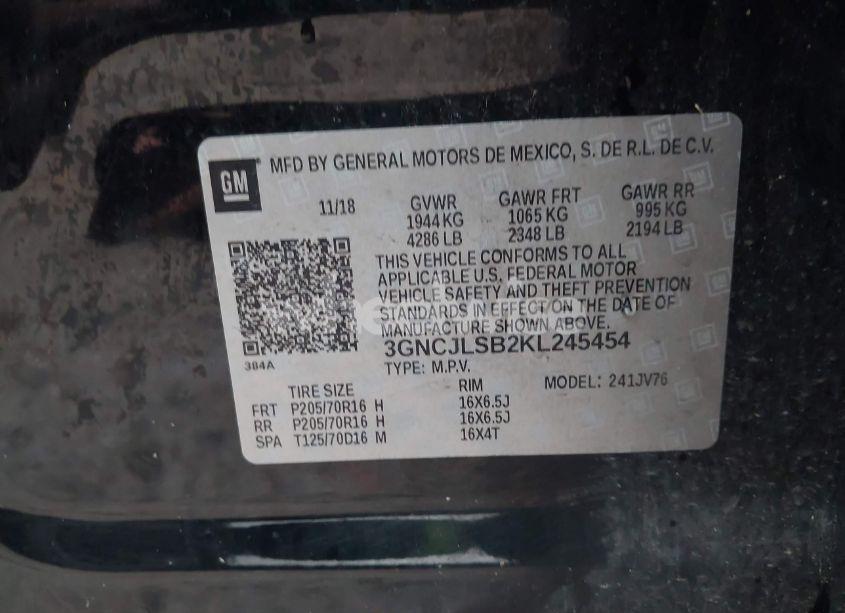 GM
MFD BY GENERAL MOTORS DE MEXICO, S. DE R.L. DE C.V.
11/18 GVWR GAWR FRT GAWR RR
1944 KG 1065 KG 995 KG
4286 LB 2348 LB 2194 LB
THIS VEHICLE CONFORMS TO ALL
APPLICABLE U.S. FEDERAL MOTOR
VEHICLE SAFETY AND THEFT PREVENTION
STANDARDS IN EFFECT ON THE DATE OF
MANUFACTURE SHOWN ABOVE.
3GNCJLSB2KL245454
384A
TYPE: M.P.V. MODEL: 241JV76
TIRE SIZE RIM
FRT P205/70R16 H 16X6.5J
RR P205/70R16 H 16X6.5J
SPA T125/70D16 M 16X4T